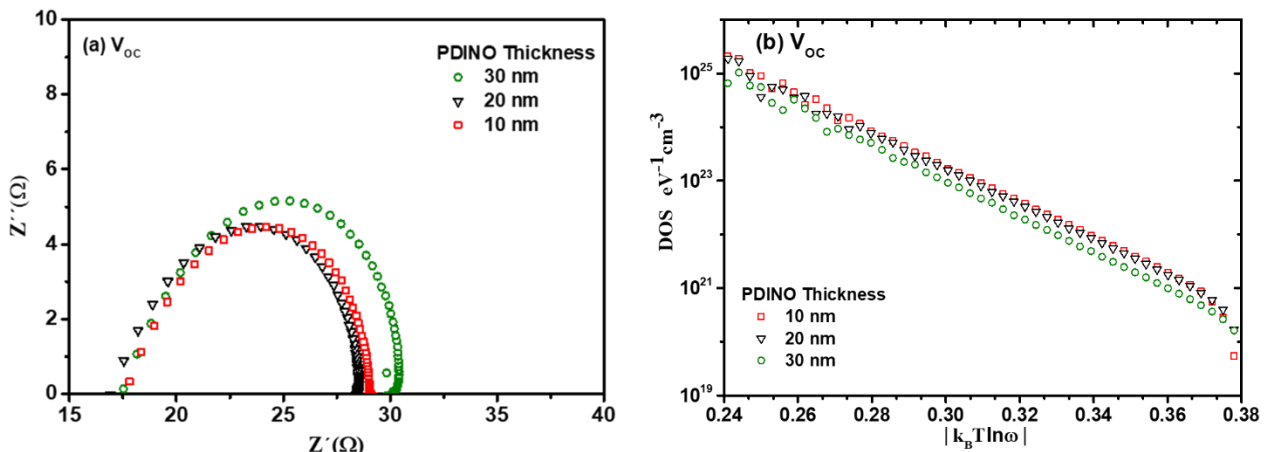 (a) V_OC
PDINO Thickness
30 nm
20 nm
10 nm
10
8
6
4
2
0
15 20 25 30 35 40
Z´´(Ω)
Z´(Ω)
(b) V_OC
PDINO Thickness
10 nm
20 nm
30 nm
10^25
10^23
10^21
10^19
0.24 0.26 0.28 0.30 0.32 0.34 0.36 0.38
DOS eV^-1cm^-3
|k_BTlnω|